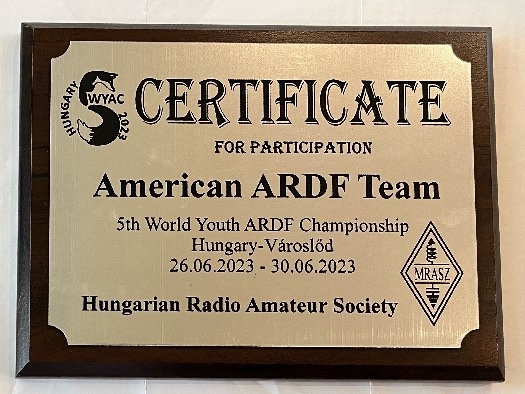 HUNGARY
5 WYAC
2023
CERTIFICATE
FOR PARTICIPATION
American ARDF Team
5th World Youth ARDF Championship
Hungary-Városlőd
26.06.2023 - 30.06.2023
MRASZ
Hungarian Radio Amateur Society